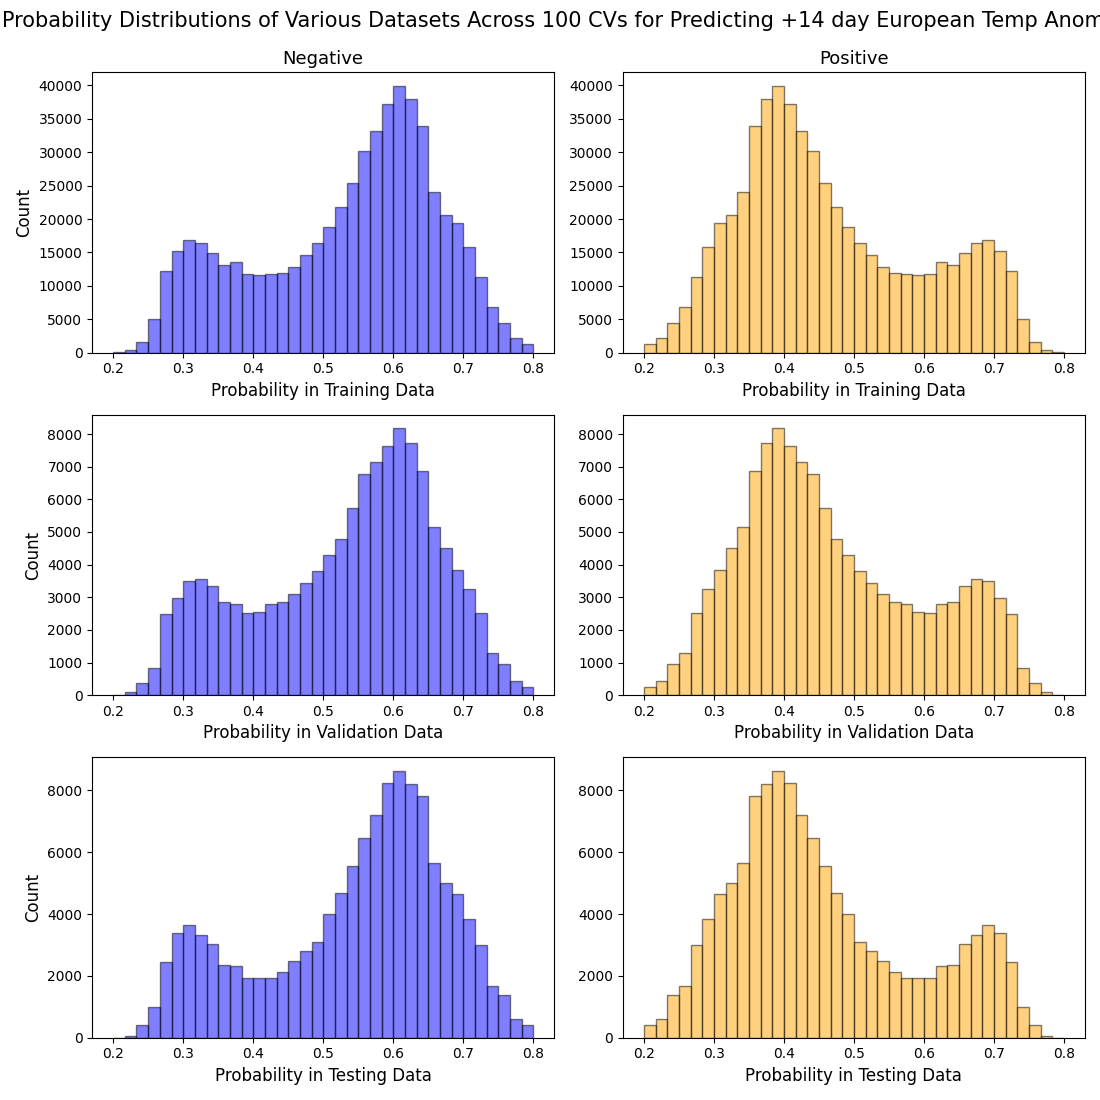 Probability Distributions of Various Datasets Across 100 CVs for Predicting +14 day European Temp Anom
Negative
Positive
40000
35000
30000
25000
20000
15000
10000
5000
0
Count
0.2 0.3 0.4 0.5 0.6 0.7 0.8
Probability in Training Data
40000
35000
30000
25000
20000
15000
10000
5000
0
0.2 0.3 0.4 0.5 0.6 0.7 0.8
Probability in Training Data
8000
7000
6000
5000
4000
3000
2000
1000
0
Count
0.2 0.3 0.4 0.5 0.6 0.7 0.8
Probability in Validation Data
8000
7000
6000
5000
4000
3000
2000
1000
0
0.2 0.3 0.4 0.5 0.6 0.7 0.8
Probability in Validation Data
8000
6000
4000
2000
0
Count
0.2 0.3 0.4 0.5 0.6 0.7 0.8
Probability in Testing Data
8000
6000
4000
2000
0
0.2 0.3 0.4 0.5 0.6 0.7 0.8
Probability in Testing Data